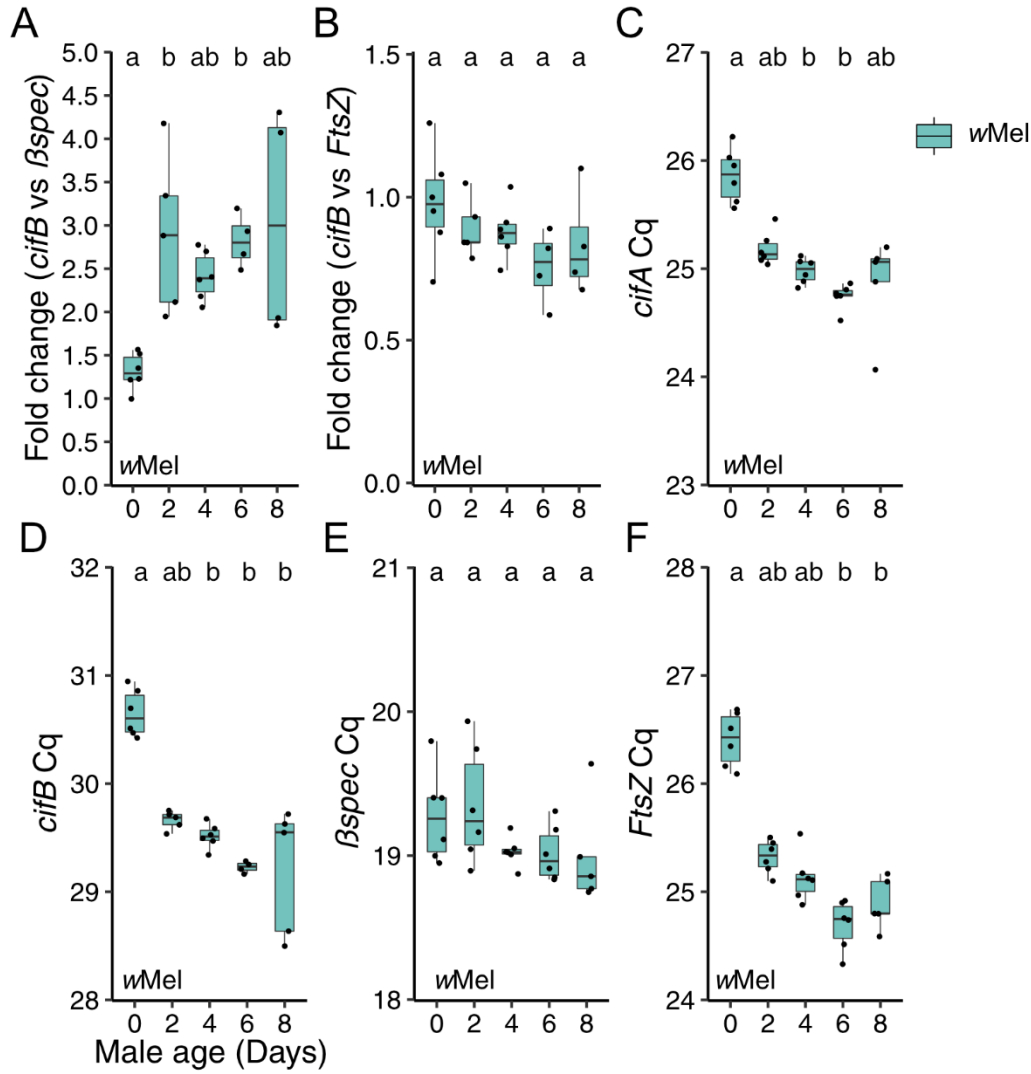 A
Fold change (cifB vs βspec)
5.0
4.5
4.0
3.5
3.0
2.5
2.0
1.5
1.0
0.5
0.0
a b ab b ab
wMel
0 2 4 6 8
B
Fold change (cifB vs FtsZ)
1.5
1.0
0.5
0.0
a a a a a
wMel
0 2 4 6 8
C
cifA Cq
27
26
25
24
23
a ab b b ab
0 2 4 6 8
wMel
D
cifB Cq
32
31
30
29
28
a ab b b b
wMel
0 2 4 6 8
Male age (Days)
E
βspec Cq
21
20
19
18
a a a a a
wMel
0 2 4 6 8
F
FtsZ Cq
28
27
26
25
24
a ab ab b b
wMel
0 2 4 6 8